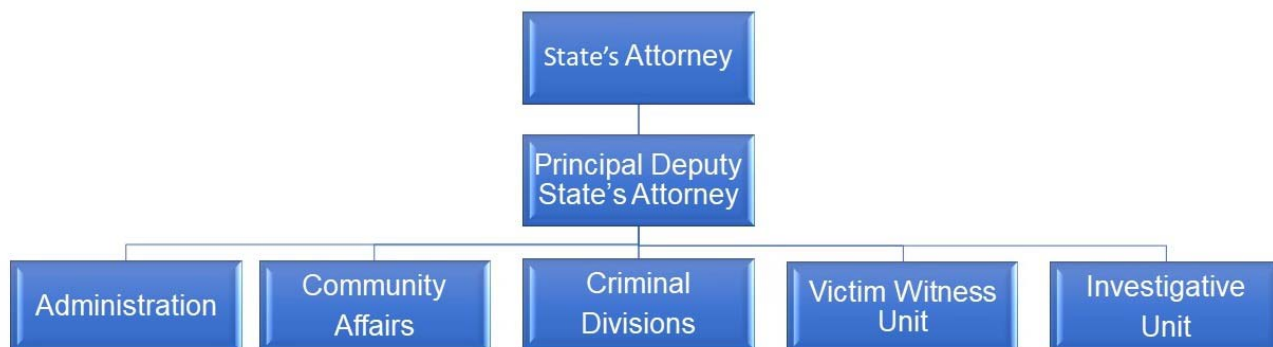 State's Attorney
Principal Deputy
State's Attorney
Administration
Community
Affairs
Criminal
Divisions
Victim Witness
Unit
Investigative
Unit